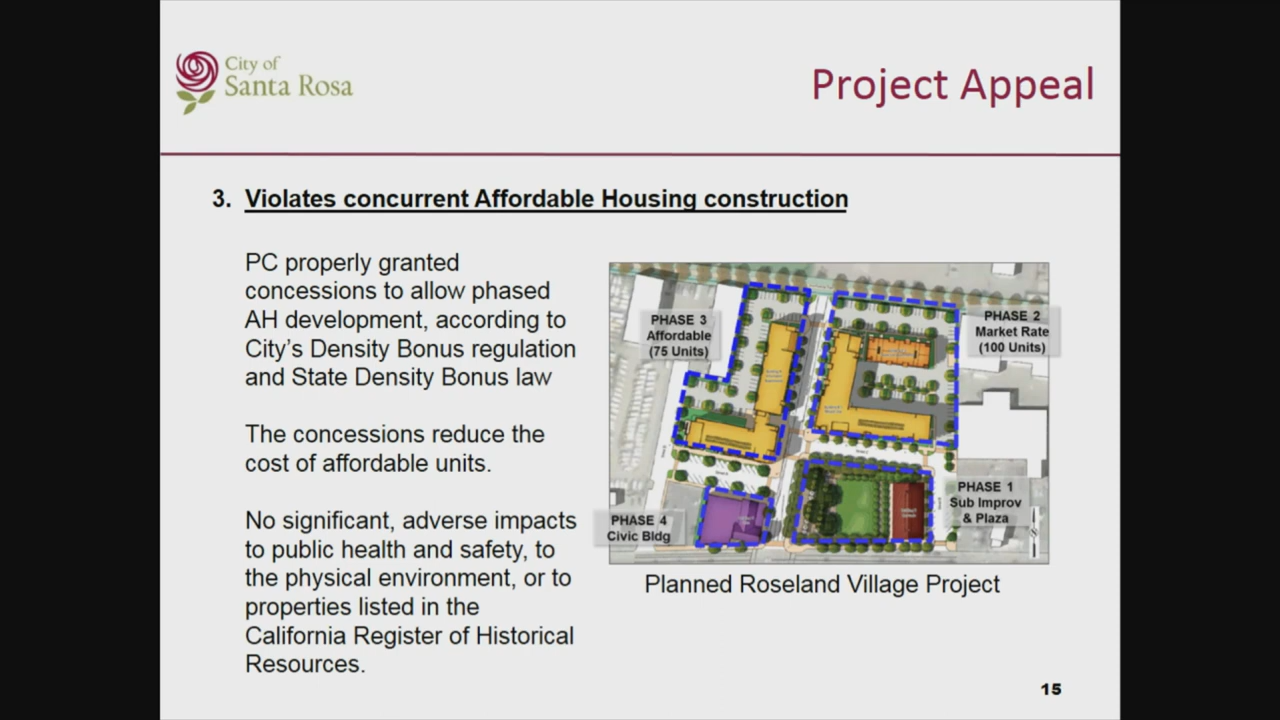 City of
Santa Rosa
Project Appeal
3. Violates concurrent Affordable Housing construction
PC properly granted
concessions to allow phased
AH development, according to
City's Density Bonus regulation
and State Density Bonus law
The concessions reduce the
cost of affordable units.
No significant, adverse impacts
to public health and safety, to
the physical environment, or to
properties listed in the
California Register of Historical
Resources.
PHASE 3
Affordable
(75 Units)
PHASE 2
Market Rate
(100 Units)
PHASE 1
Sub Improv
& Plaza
PHASE 4
Civic Bldg
Planned Roseland Village Project
15